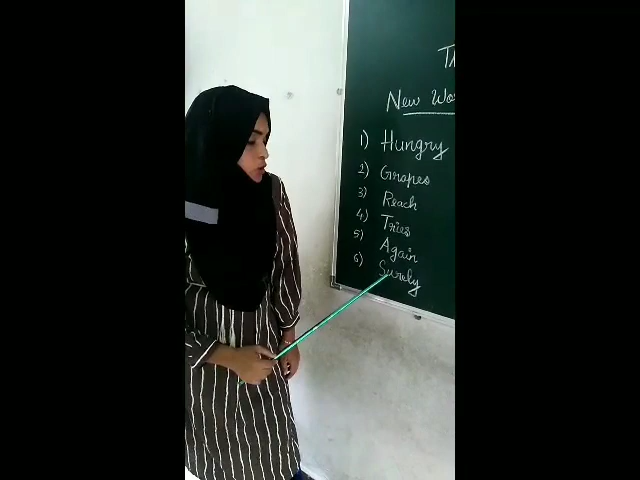 New
1) Hungry
2) Grapes
3) Reach
4) Tries
5) Again
6) Surely